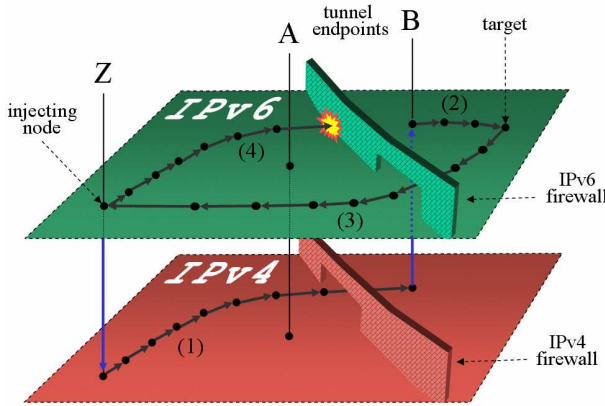 tunnel
endpoints
B
target
A
Z
(2)
injecting
node
IPv6
(4)
(3)
IPv6
firewall
IPv4
(1)
IPv4
firewall